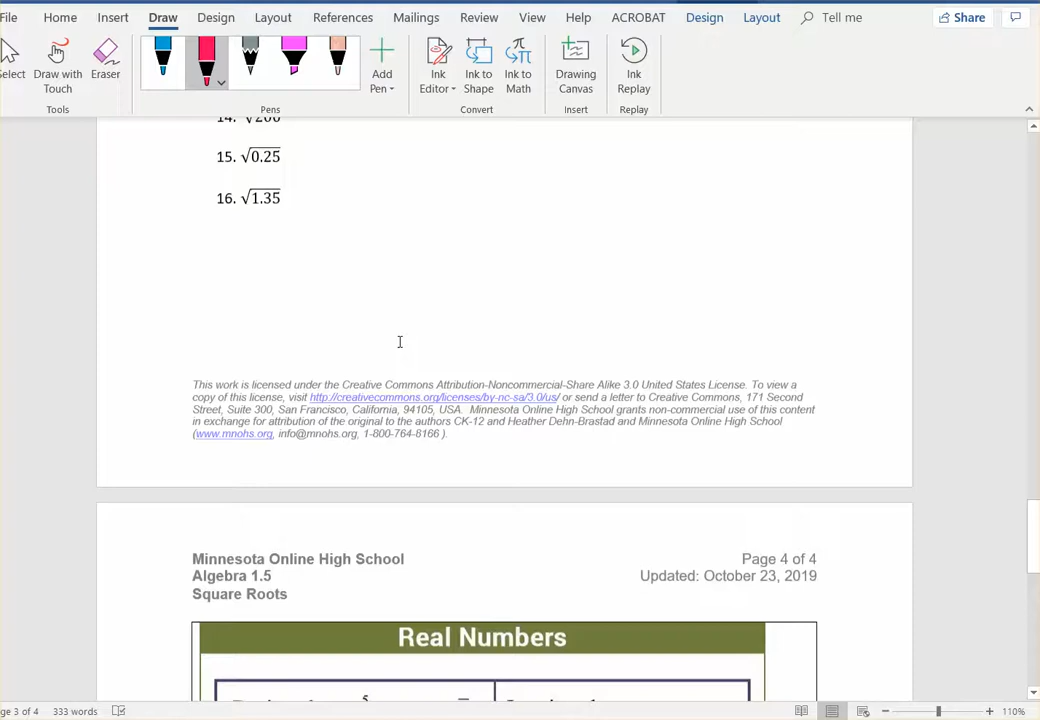 File Home Insert Draw Design Layout References Mailings Review View Help ACROBAT Design Layout Tell me Share
Select Draw with Touch Eraser Add Pen Ink Editor Ink to Shape Ink to Math Drawing Canvas Ink Replay
Tools Pens Convert Insert Replay
14. √200
15. √0.25
16. √1.35
This work is licensed under the Creative Commons Attribution-Noncommercial-Share Alike 3.0 United States License. To view a
copy of this license, visit http://creativecommons.org/licenses/by-nc-sa/3.0/us/ or send a letter to Creative Commons, 171 Second
Street, Suite 300, San Francisco, California, 94105, USA. Minnesota Online High School grants non-commercial use of this content
in exchange for attribution of the original to the authors CK-12 and Heather Dehn-Brastad and Minnesota Online High School
(www.mnohs.org, info@mnohs.org, 1-800-764-8166 ).
Minnesota Online High School Page 4 of 4
Algebra 1.5 Updated: October 23, 2019
Square Roots
Real Numbers
age 3 of 4 333 words 110%